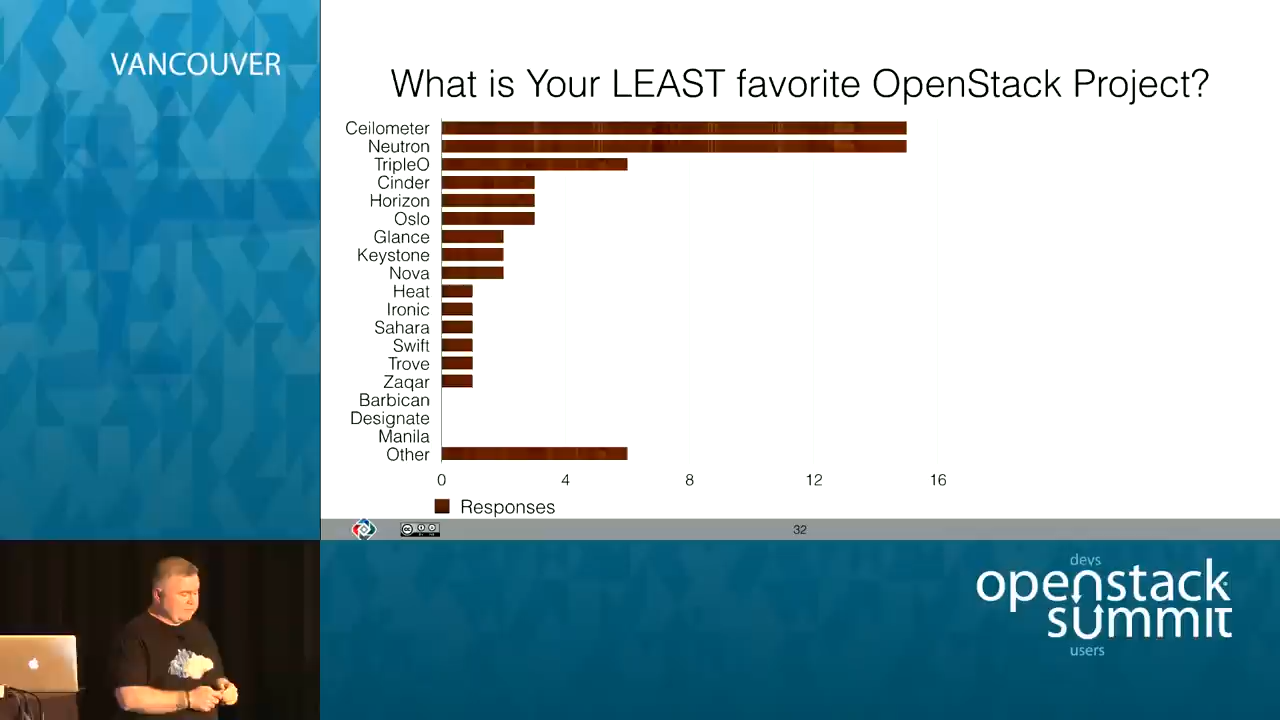 VANCOUVER
What is Your LEAST favorite OpenStack Project?
Ceilometer
Neutron
TripleO
Cinder
Horizon
Oslo
Glance
Keystone
Nova
Heat
Ironic
Sahara
Swift
Trove
Zaqar
Barbican
Designate
Manila
Other
0 4 8 12 16
Responses
32
devs
openstack
summit
users